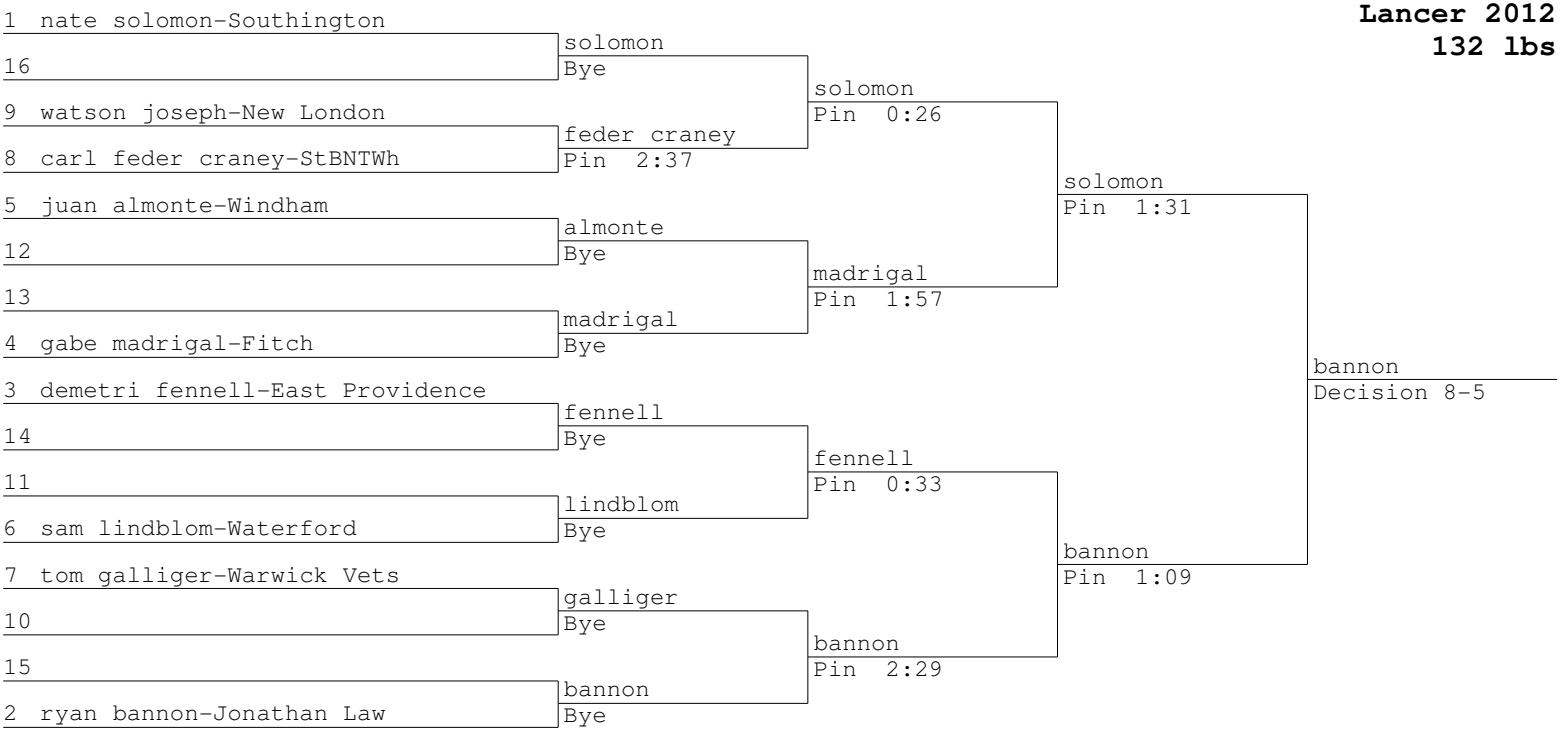 Lancer 2012
132 lbs
1 nate solomon-Southington
16
9 watson joseph-New London
8 carl feder craney-StBNTWh
5 juan almonte-Windham
12
13
4 gabe madrigal-Fitch
3 demetri fennell-East Providence
14
11
6 sam lindblom-Waterford
7 tom galliger-Warwick Vets
10
15
2 ryan bannon-Jonathan Law
solomon
Bye
feder craney
Pin 2:37
almonte
Bye
madrigal
Bye
fennell
Bye
lindblom
Bye
galliger
Bye
bannon
Bye
solomon
Pin 0:26
madrigal
Pin 1:57
fennell
Pin 0:33
bannon
Pin 2:29
solomon
Pin 1:31
bannon
Pin 1:09
bannon
Decision 8-5